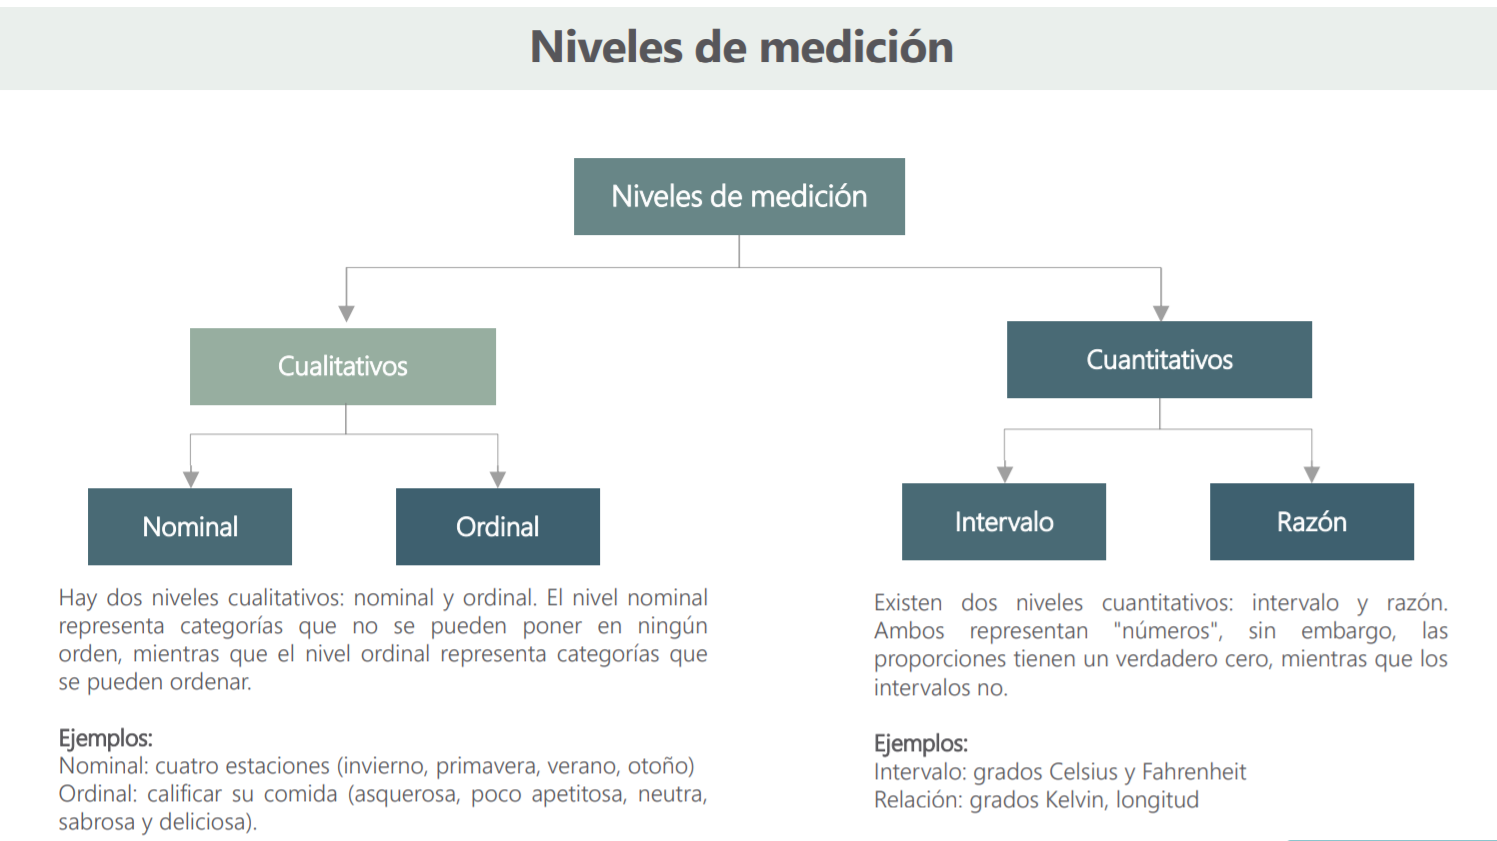 Niveles de medición
Niveles de medición
Cualitativos
Cuantitativos
Nominal
Ordinal
Intervalo
Razón
Hay dos niveles cualitativos: nominal y ordinal. El nivel nominal
representa categorías que no se pueden poner en ningún
orden, mientras que el nivel ordinal representa categorías que
se pueden ordenar.
Ejemplos:
Nominal: cuatro estaciones (invierno, primavera, verano, otoño)
Ordinal: calificar su comida (asquerosa, poco apetitosa, neutra,
sabrosa y deliciosa).
Existen dos niveles cuantitativos: intervalo y razón.
Ambos representan "números", sin embargo, las
proporciones tienen un verdadero cero, mientras que los
intervalos no.
Ejemplos:
Intervalo: grados Celsius y Fahrenheit
Relación: grados Kelvin, longitud